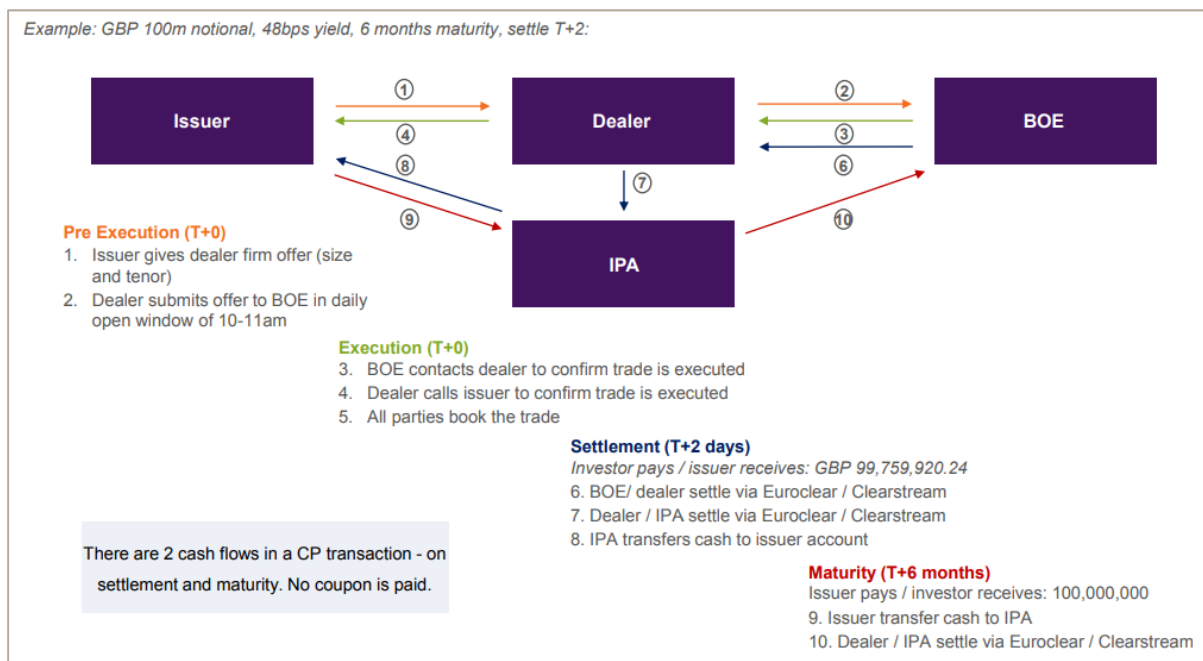 Example: GBP 100m notional, 48bps yield, 6 months maturity, settle T+2:
Issuer
Dealer
BOE
IPA
①
②
④
③
⑧
⑥
⑦
⑨
⑩
Pre Execution (T+0)
1. Issuer gives dealer firm offer (size
and tenor)
2. Dealer submits offer to BOE in daily
open window of 10-11am
Execution (T+0)
3. BOE contacts dealer to confirm trade is executed
4. Dealer calls issuer to confirm trade is executed
5. All parties book the trade
Settlement (T+2 days)
Investor pays / issuer receives: GBP 99,759,920.24
6. BOE/ dealer settle via Euroclear / Clearstream
7. Dealer / IPA settle via Euroclear / Clearstream
8. IPA transfers cash to issuer account
There are 2 cash flows in a CP transaction - on
settlement and maturity. No coupon is paid.
Maturity (T+6 months)
Issuer pays / investor receives: 100,000,000
9. Issuer transfer cash to IPA
10. Dealer / IPA settle via Euroclear / Clearstream